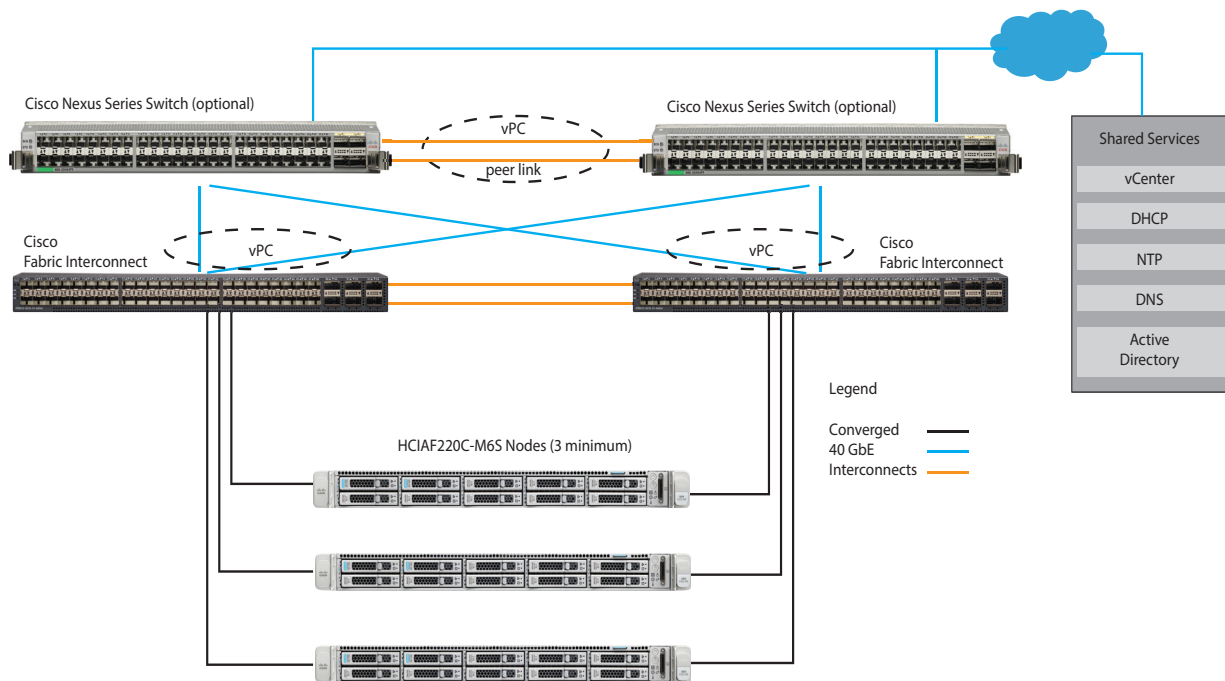 Cisco Nexus Series Switch (optional)
Cisco Nexus Series Switch (optional)
vPC
peer link
Shared Services
vCenter
DHCP
NTP
DNS
Active
Directory
Cisco
Fabric Interconnect
vPC
vPC
Cisco
Fabric Interconnect
Legend
Converged
40 GbE
Interconnects
HCIAF220C-M6S Nodes (3 minimum)